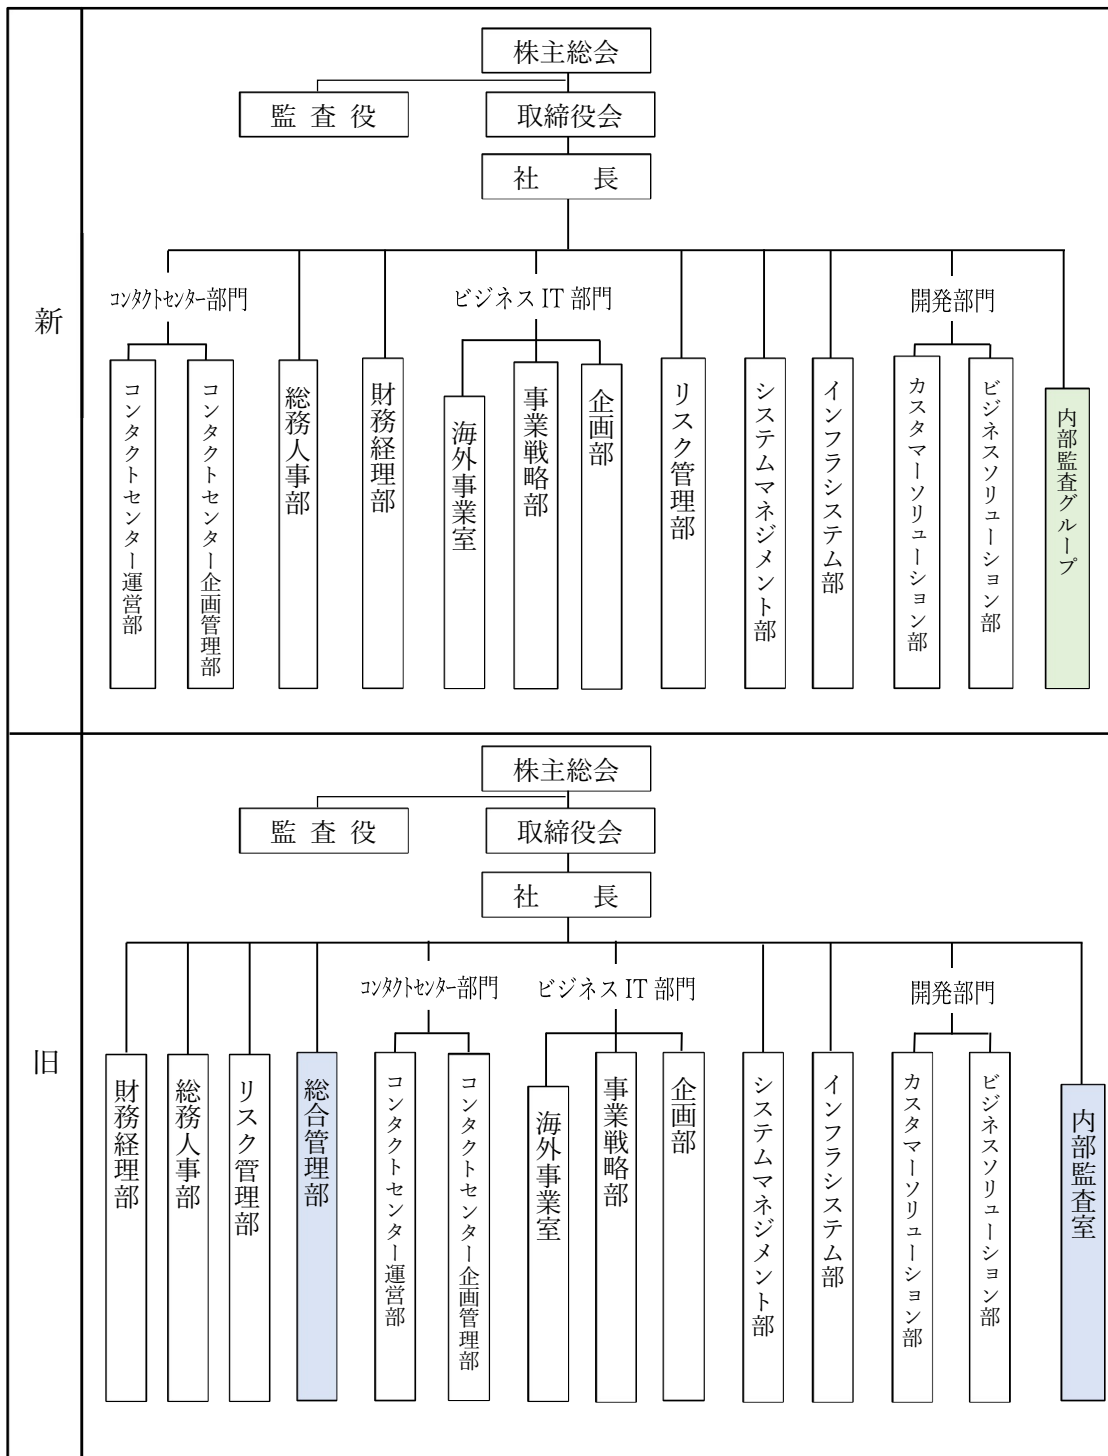 新
株主総会
監査役
取締役会
社　長
コンタクトセンター部門
ビジネスIT部門
開発部門
コンタクトセンター運営部
コンタクトセンター企画管理部
総務人事部
財務経理部
海外事業室
事業戦略部
企画部
リスク管理部
システムマネジメント部
インフラシステム部
カスタマーソリューション部
ビジネスソリューション部
内部監査グループ
旧
株主総会
監査役
取締役会
社　長
コンタクトセンター部門
ビジネスIT部門
開発部門
財務経理部
総務人事部
リスク管理部
総合管理部
コンタクトセンター運営部
コンタクトセンター企画管理部
海外事業室
事業戦略部
企画部
システムマネジメント部
インフラシステム部
カスタマーソリューション部
ビジネスソリューション部
内部監査室